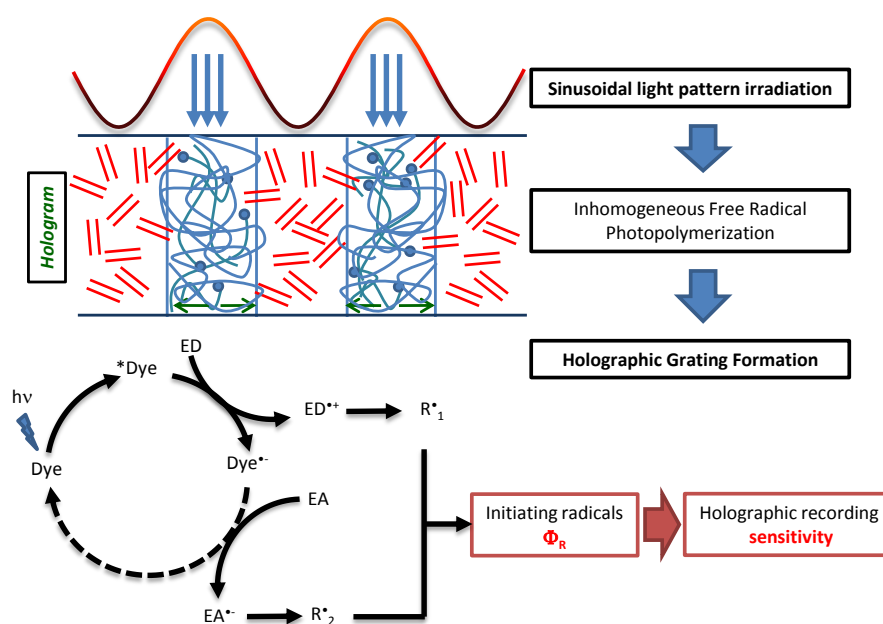 Sinusoidal light pattern irradiation
Hologram
Inhomogeneous Free Radical
Photopolymerization
Holographic Grating Formation
ED
*Dye
hν
ED•+
R•1
Dye
Dye•-
EA
Initiating radicals
ΦR
Holographic recording
sensitivity
EA•-
R•2